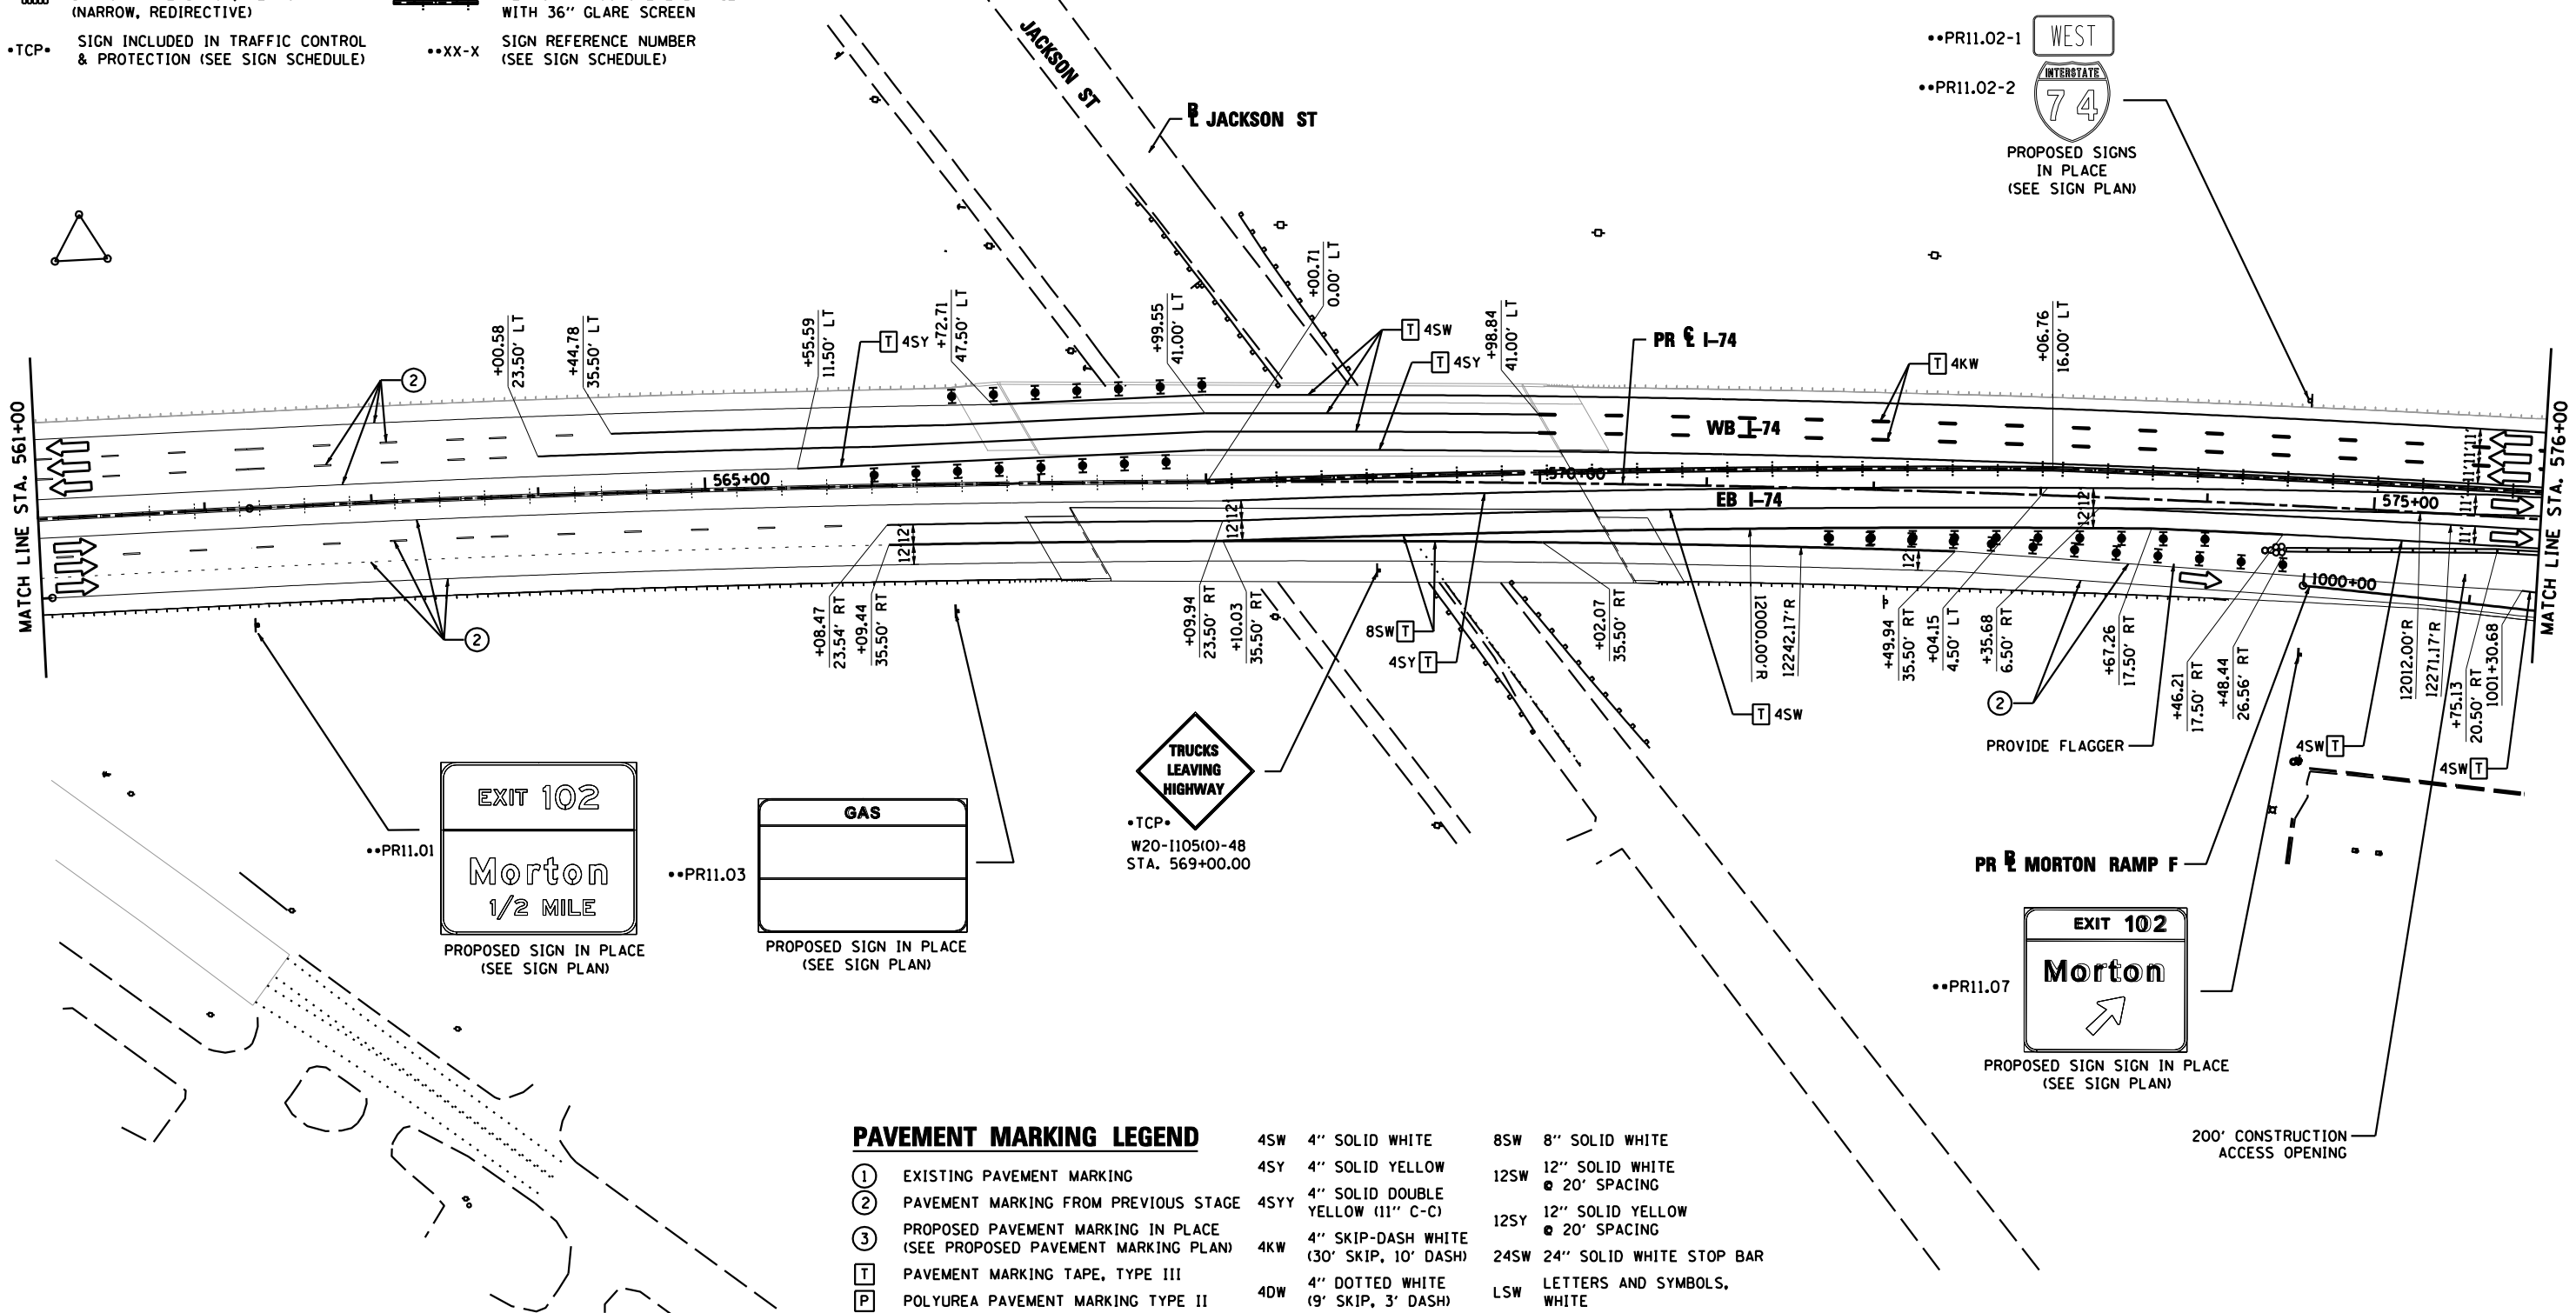 (NARROW, REDIRECTIVE)
WITH 36" GLARE SCREEN
•TCP•
SIGN INCLUDED IN TRAFFIC CONTROL
& PROTECTION (SEE SIGN SCHEDULE)
••XX-X
SIGN REFERENCE NUMBER
(SEE SIGN SCHEDULE)
JACKSON ST
℄ JACKSON ST
••PR11.02-1
WEST
••PR11.02-2
INTERSTATE
74
PROPOSED SIGNS
IN PLACE
(SEE SIGN PLAN)
MATCH LINE STA. 561+00
2
+00.58
23.50' LT
+44.78
35.50' LT
+55.59
11.50' LT
T 4SY
+72.71
47.50' LT
+99.55
41.00' LT
+00.71
0.00' LT
T 4SW
T 4SY
+98.84
41.00' LT
PR ℄ I-74
T 4KW
+06.76
16.00' LT
WB I-74
EB I-74
565+00
570+00
575+00
11'
11'
11'
11'
11'
12'
12'
12'
12'
12'
12'
12'
12'
1000+00
MATCH LINE STA. 576+00
2
+08.47
23.54' RT
+09.44
35.50' RT
+09.94
23.50' RT
+10.03
35.50' RT
8SW T
4SY T
+02.07
35.50' RT
12000.00'R
12242.17'R
T 4SW
+49.94
35.50' RT
+04.15
4.50' LT
+35.68
6.50' RT
2
+67.26
17.50' RT
+46.21
17.50' RT
+48.44
26.56' RT
12012.00'R
12271.17'R
+75.13
20.50' RT
1001+30.68
PROVIDE FLAGGER
4SW T
4SW T
••PR11.01
EXIT 102
Morton
1/2 MILE
PROPOSED SIGN IN PLACE
(SEE SIGN PLAN)
••PR11.03
GAS
PROPOSED SIGN IN PLACE
(SEE SIGN PLAN)
TRUCKS
LEAVING
HIGHWAY
•TCP•
W20-I105(O)-48
STA. 569+00.00
PR ℄ MORTON RAMP F
••PR11.07
EXIT 102
Morton
PROPOSED SIGN SIGN IN PLACE
(SEE SIGN PLAN)
200' CONSTRUCTION
ACCESS OPENING
PAVEMENT MARKING LEGEND
1 EXISTING PAVEMENT MARKING
2 PAVEMENT MARKING FROM PREVIOUS STAGE
3 PROPOSED PAVEMENT MARKING IN PLACE
(SEE PROPOSED PAVEMENT MARKING PLAN)
T PAVEMENT MARKING TAPE, TYPE III
P POLYUREA PAVEMENT MARKING TYPE II
4SW 4" SOLID WHITE
4SY 4" SOLID YELLOW
4SYY 4" SOLID DOUBLE
YELLOW (11" C-C)
4KW 4" SKIP-DASH WHITE
(30' SKIP, 10' DASH)
4DW 4" DOTTED WHITE
(9' SKIP, 3' DASH)
8SW 8" SOLID WHITE
12SW 12" SOLID WHITE
@ 20' SPACING
12SY 12" SOLID YELLOW
@ 20' SPACING
24SW 24" SOLID WHITE STOP BAR
LSW LETTERS AND SYMBOLS,
WHITE